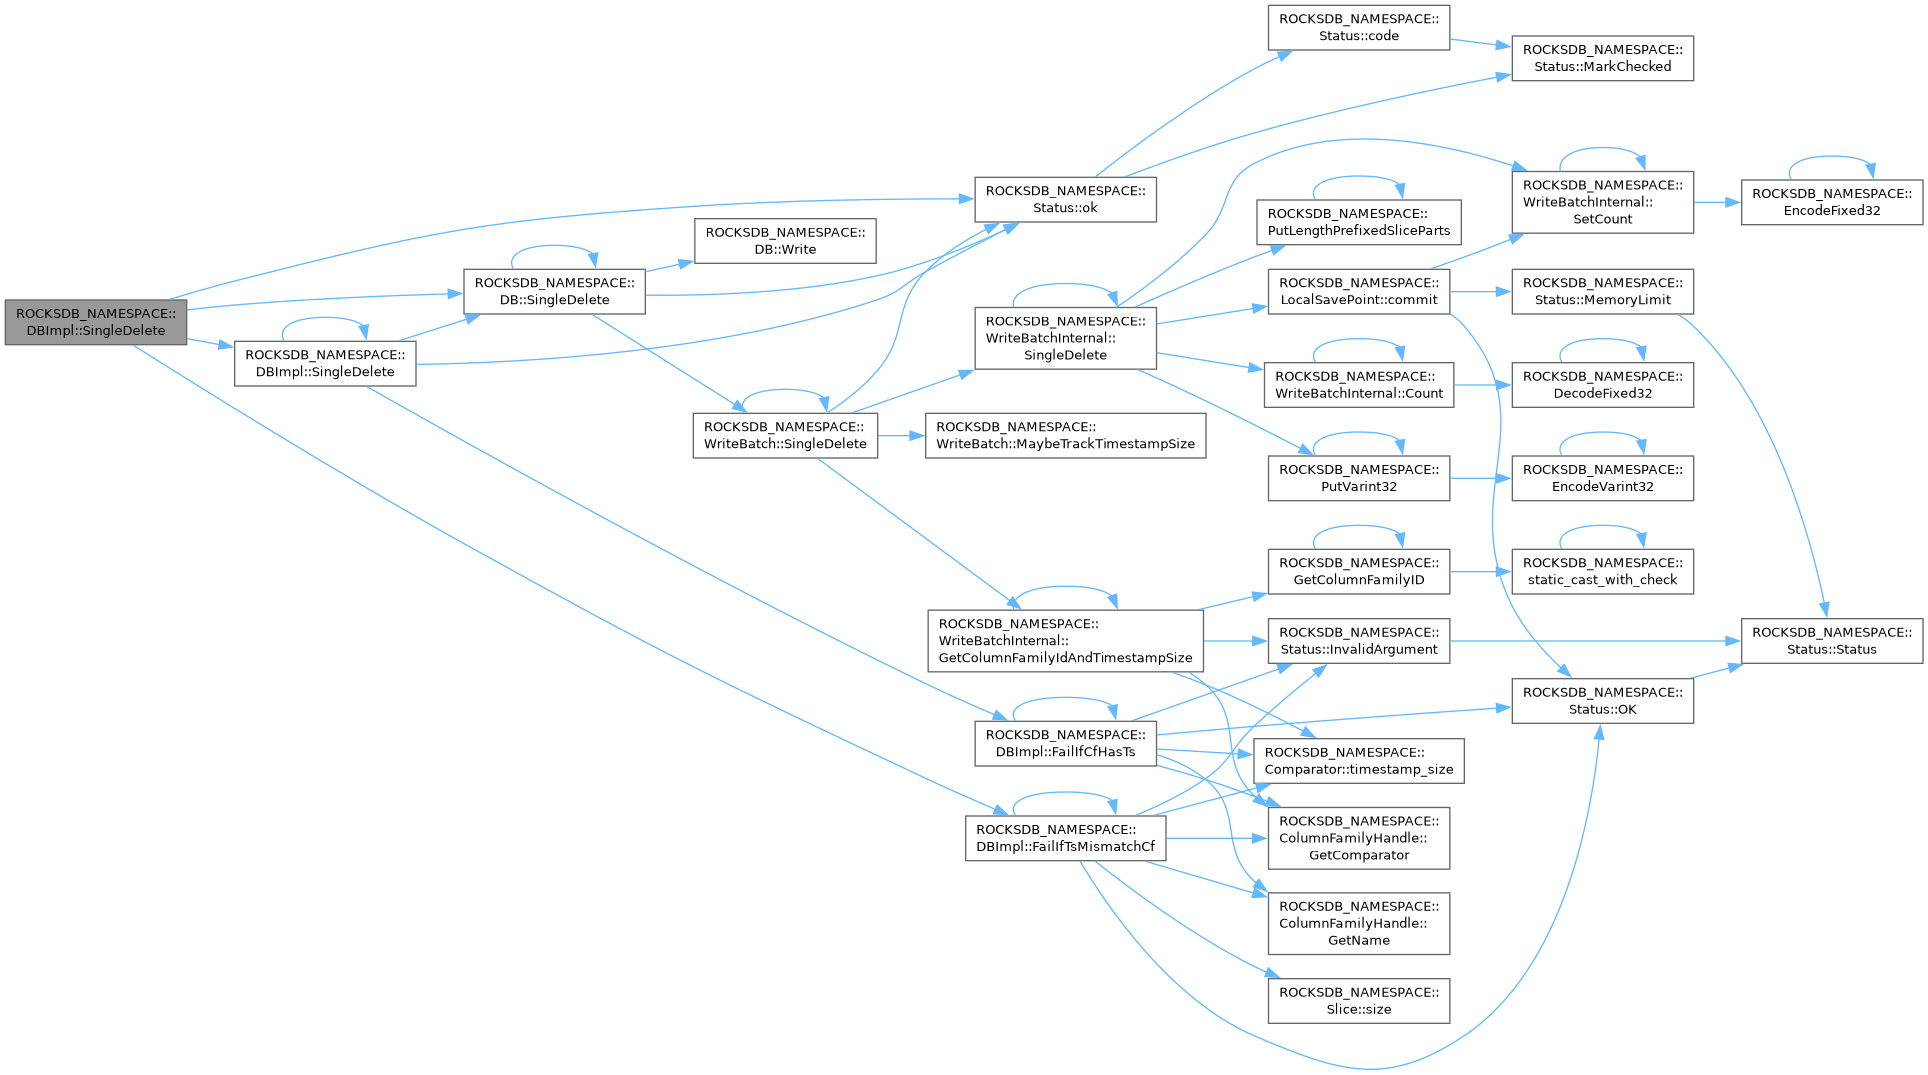 ROCKSDB_NAMESPACE::
DBImpl::SingleDelete
ROCKSDB_NAMESPACE::
DBImpl::SingleDelete
ROCKSDB_NAMESPACE::
DB::SingleDelete
ROCKSDB_NAMESPACE::
DB::Write
ROCKSDB_NAMESPACE::
WriteBatch::SingleDelete
ROCKSDB_NAMESPACE::
Status::ok
ROCKSDB_NAMESPACE::
WriteBatchInternal::
SingleDelete
ROCKSDB_NAMESPACE::
WriteBatch::MaybeTrackTimestampSize
ROCKSDB_NAMESPACE::
WriteBatchInternal::
GetColumnFamilyIdAndTimestampSize
ROCKSDB_NAMESPACE::
DBImpl::FailIfCfHasTs
ROCKSDB_NAMESPACE::
DBImpl::FailIfTsMismatchCf
ROCKSDB_NAMESPACE::
Status::code
ROCKSDB_NAMESPACE::
PutLengthPrefixedSliceParts
ROCKSDB_NAMESPACE::
LocalSavePoint::commit
ROCKSDB_NAMESPACE::
WriteBatchInternal::Count
ROCKSDB_NAMESPACE::
PutVarint32
ROCKSDB_NAMESPACE::
GetColumnFamilyID
ROCKSDB_NAMESPACE::
Status::InvalidArgument
ROCKSDB_NAMESPACE::
Comparator::timestamp_size
ROCKSDB_NAMESPACE::
ColumnFamilyHandle::
GetComparator
ROCKSDB_NAMESPACE::
ColumnFamilyHandle::
GetName
ROCKSDB_NAMESPACE::
Slice::size
ROCKSDB_NAMESPACE::
Status::MarkChecked
ROCKSDB_NAMESPACE::
WriteBatchInternal::
SetCount
ROCKSDB_NAMESPACE::
Status::MemoryLimit
ROCKSDB_NAMESPACE::
DecodeFixed32
ROCKSDB_NAMESPACE::
EncodeVarint32
ROCKSDB_NAMESPACE::
static_cast_with_check
ROCKSDB_NAMESPACE::
Status::OK
ROCKSDB_NAMESPACE::
EncodeFixed32
ROCKSDB_NAMESPACE::
Status::Status